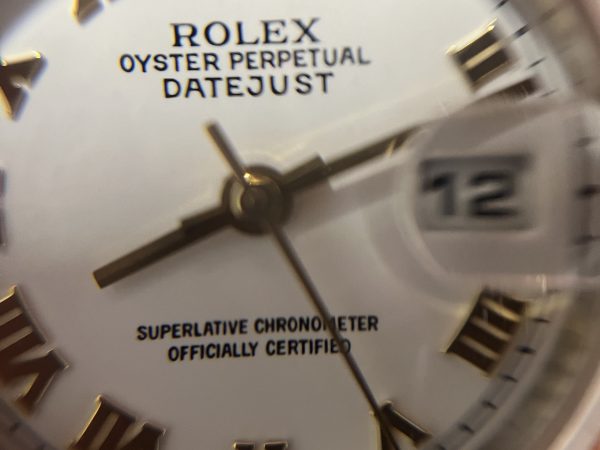 ROLEX
OYSTER PERPETUAL
DATEJUST
12
SUPERLATIVE CHRONOMETER
OFFICIALLY CERTIFIED